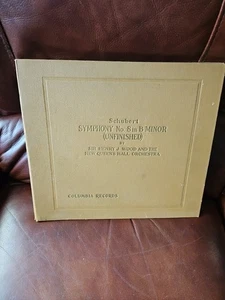 Schubert
SYMPHONY No. 8 in B MINOR
(UNFINISHED)
BY
SIR HENRY J. WOOD AND THE
NEW QUEEN'S HALL ORCHESTRA
COLUMBIA RECORDS